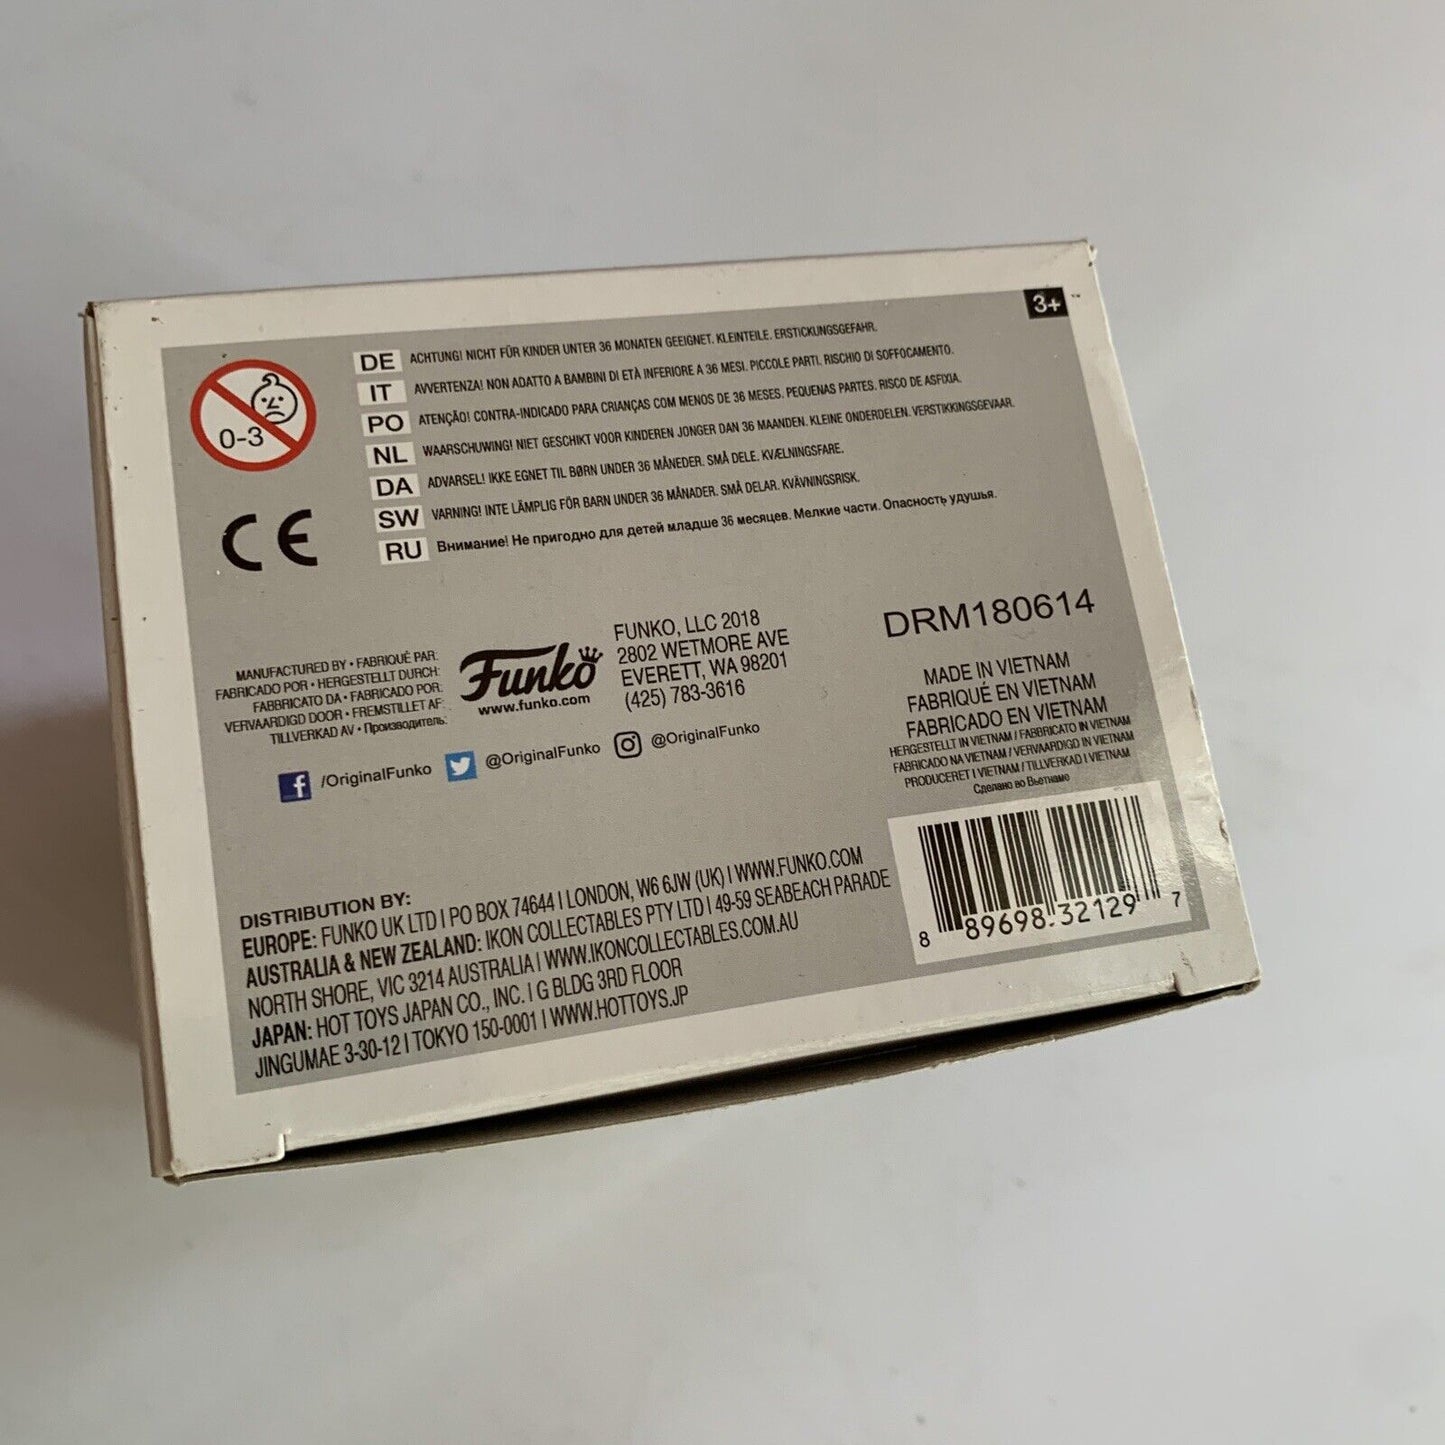 3+
0-3
DE ACHTUNG! NICHT FÜR KINDER UNTER 36 MONATEN GEEIGNET. KLEINTEILE. ERSTICKUNGSGEFAHR.
IT AVVERTENZA! NON ADATTO A BAMBINI DI ETÀ INFERIORE A 36 MESI. PICCOLE PARTI. RISCHIO DI SOFFOCAMENTO.
PO ATENÇÃO! CONTRA-INDICADO PARA CRIANÇAS COM MENOS DE 36 MESES. PEQUENAS PARTES. RISCO DE ASFIXIA.
NL WAARSCHUWING! NIET GESCHIKT VOOR KINDEREN JONGER DAN 36 MAANDEN. KLEINE ONDERDELEN. VERSTIKKINGSGEVAAR.
DA ADVARSEL! IKKE EGNET TIL BØRN UNDER 36 MÅNEDER. SMÅ DELE. KVÆLNINGSFARE.
SW VARNING! INTE LÄMPLIG FÖR BARN UNDER 36 MÅNADER. SMÅ DELAR. KVÄVNINGSRISK.
RU Внимание! Не пригодно для детей младше 36 месяцев. Мелкие части. Опасность удушья.
CE
MANUFACTURED BY • FABRIQUÉ PAR:
FABRICADO POR • HERGESTELLT DURCH:
FABBRICATO DA • FABRICADO POR:
VERVAARDIGD DOOR • FREMSTILLET AF:
TILLVERKAD AV • Производитель:
Funko
www.funko.com
FUNKO, LLC 2018
2802 WETMORE AVE
EVERETT, WA 98201
(425) 783-3616
f /OriginalFunko @OriginalFunko @OriginalFunko
DRM180614
MADE IN VIETNAM
FABRIQUÉ EN VIETNAM
FABRICADO EN VIETNAM
HERGESTELLT IN VIETNAM / FABBRICATO IN VIETNAM
FABRICADO NA VIETNAM / VERVAARDIGD IN VIETNAM
PRODUCERET I VIETNAM / TILLVERKAD I VIETNAM
Сделано во Вьетнаме
DISTRIBUTION BY:
EUROPE: FUNKO UK LTD | PO BOX 74644 | LONDON, W6 6JW (UK) | WWW.FUNKO.COM
AUSTRALIA & NEW ZEALAND: IKON COLLECTABLES PTY LTD | 49-59 SEABEACH PARADE
NORTH SHORE, VIC 3214 AUSTRALIA | WWW.IKONCOLLECTABLES.COM.AU
JAPAN: HOT TOYS JAPAN CO., INC. | G BLDG 3RD FLOOR
JINGUMAE 3-30-12 | TOKYO 150-0001 | WWW.HOTTOYS.JP
8 89698 32129 7